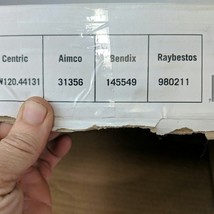 Centric Aimco Bendix Raybestos
120.44131 31356 145549 980211